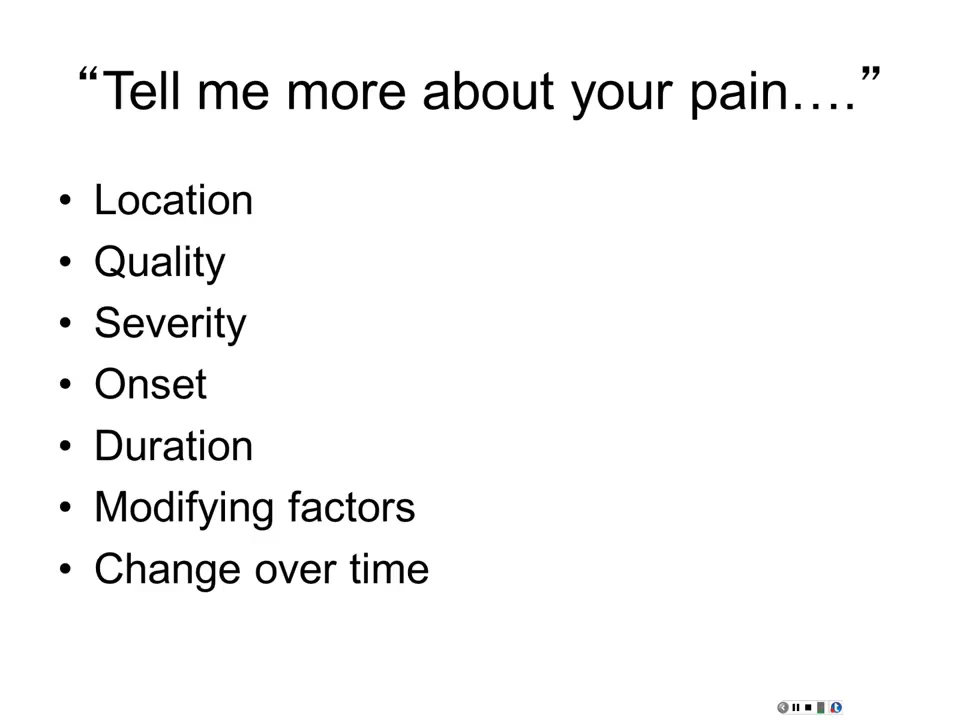 “Tell me more about your pain….”
• Location
• Quality
• Severity
• Onset
• Duration
• Modifying factors
• Change over time